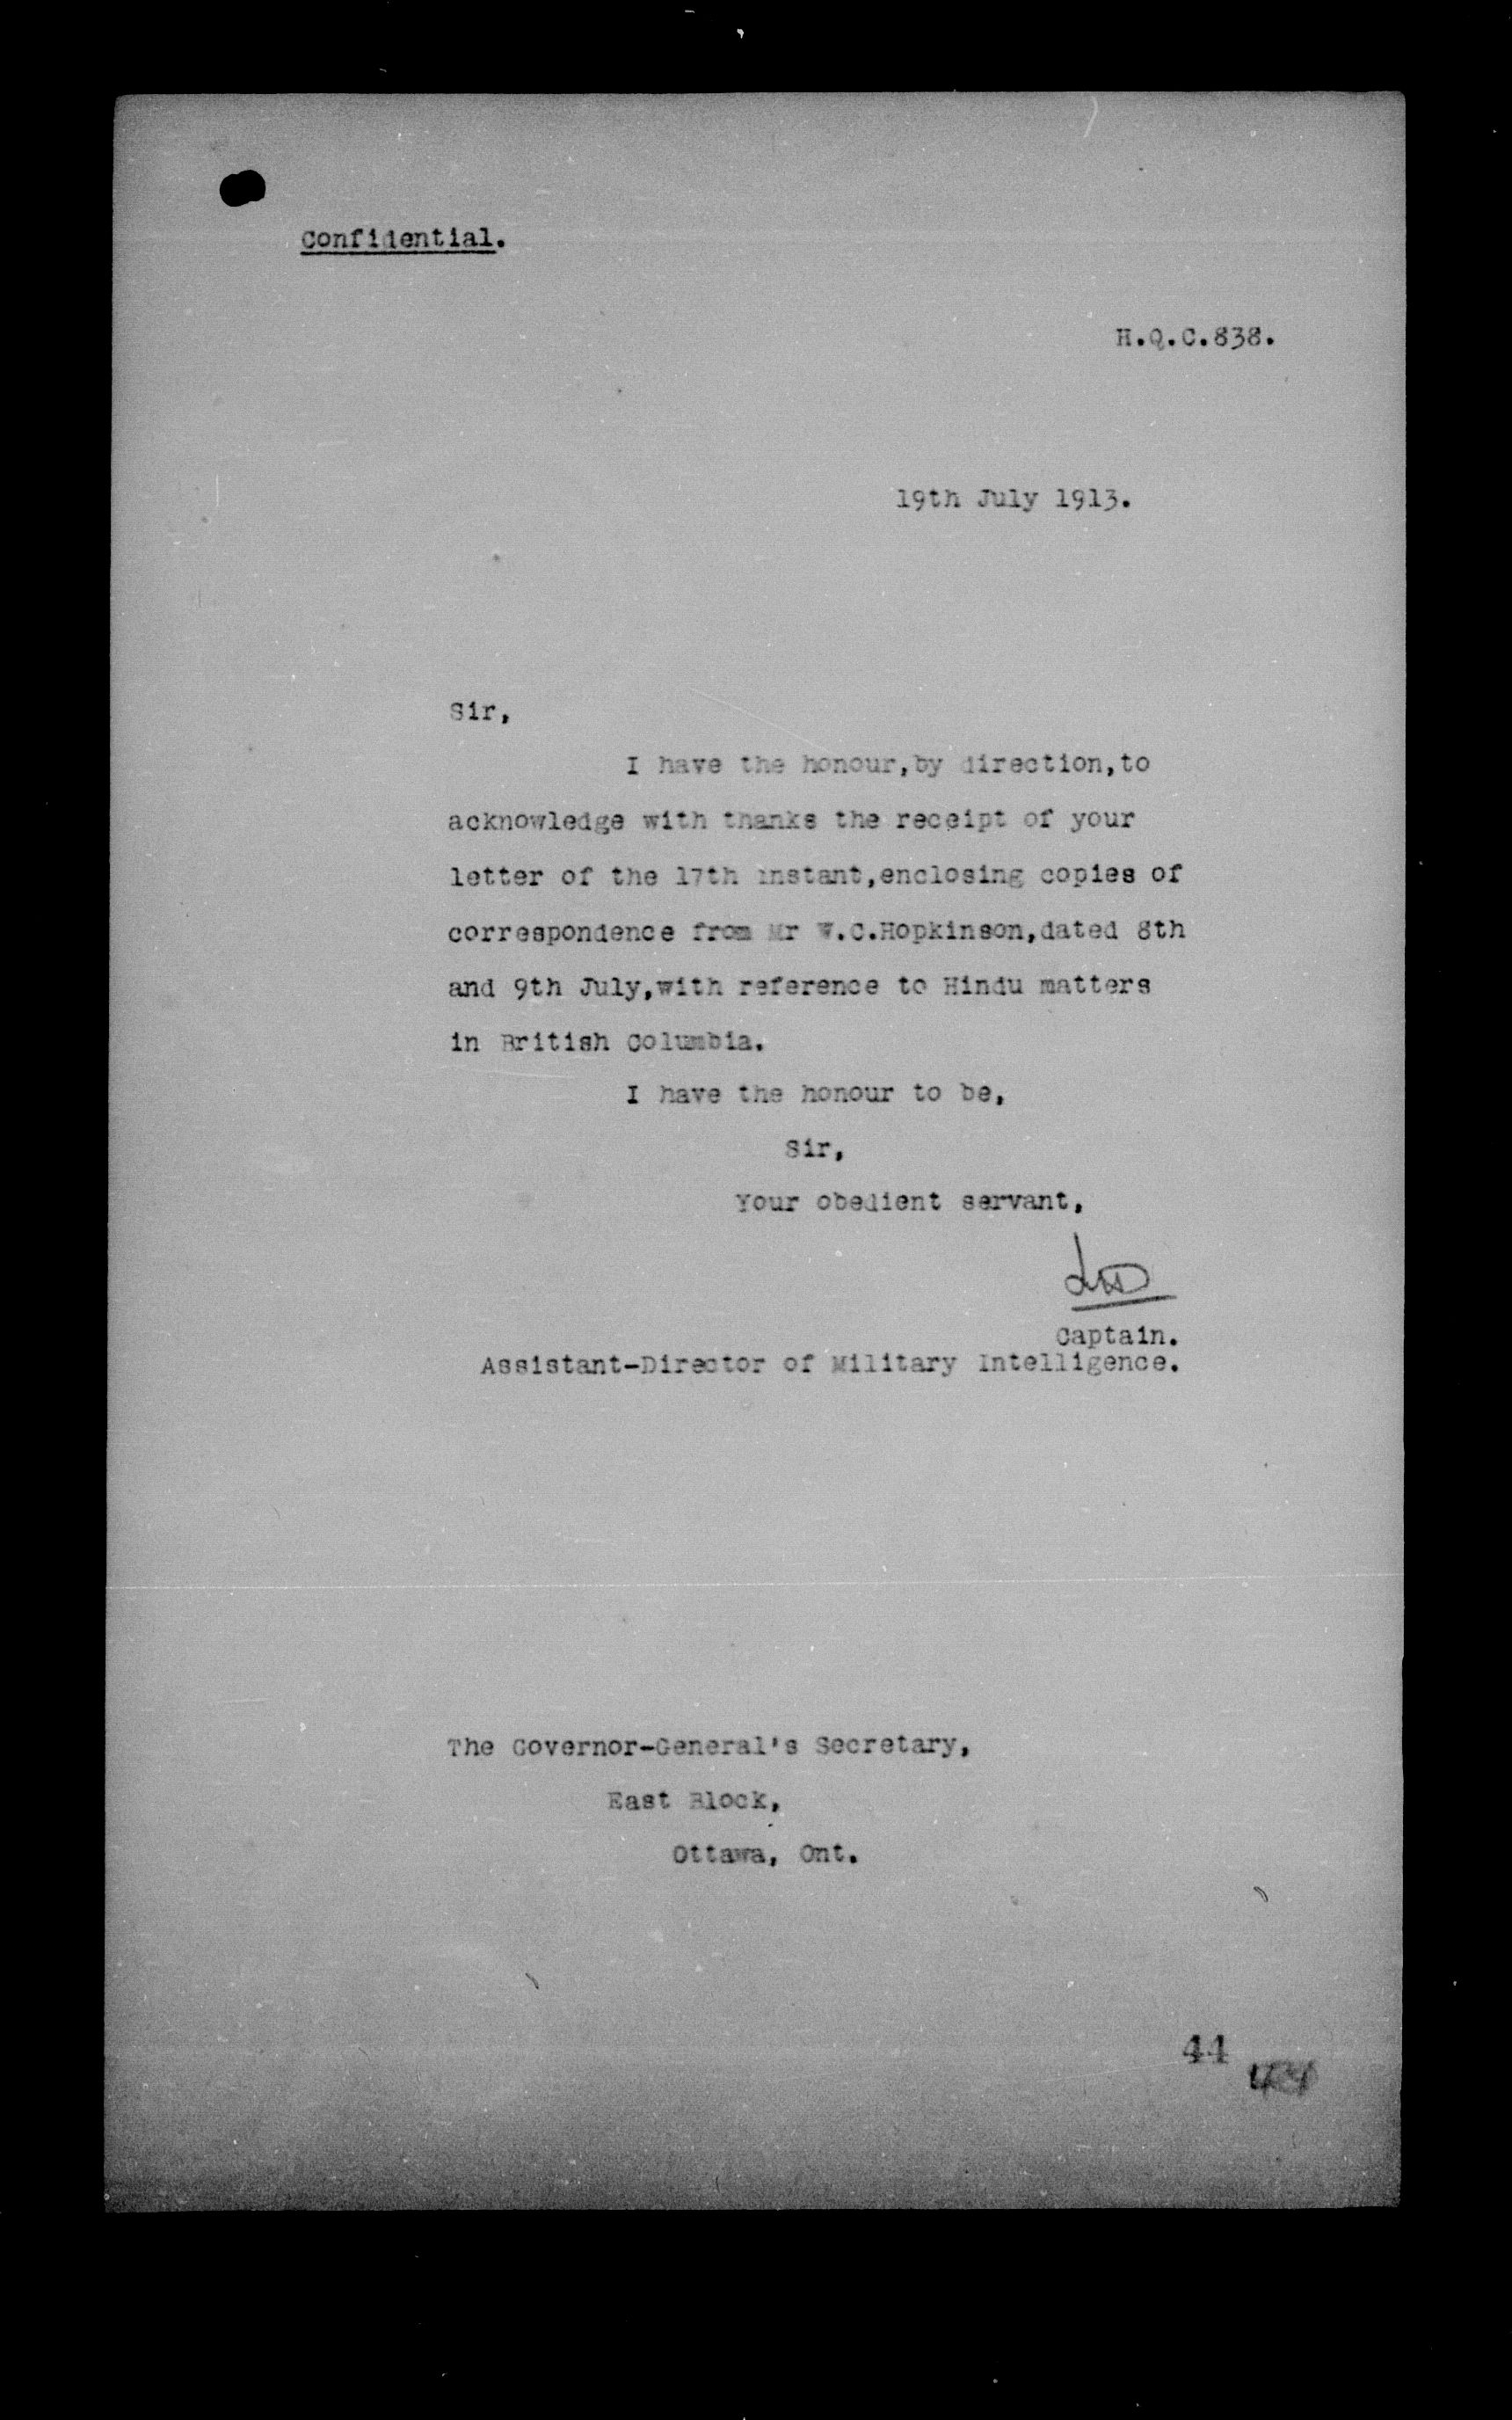 Confidential.
H.Q.C.838.
19th July 1913.
Sir,
I have the honour,by direction,to
acknowledge with thanks the receipt of your
letter of the 17th instant,enclosing copies of
correspondence from Mr W.C.Hopkinson,dated 8th
and 9th July,with reference to Hindu matters
in British Columbia.
I have the honour to be,
Sir,
Your obedient servant,
Captain.
Assistant-Director of Military Intelligence.
The Governor-General's Secretary,
East Block,
Ottawa, Ont.
44